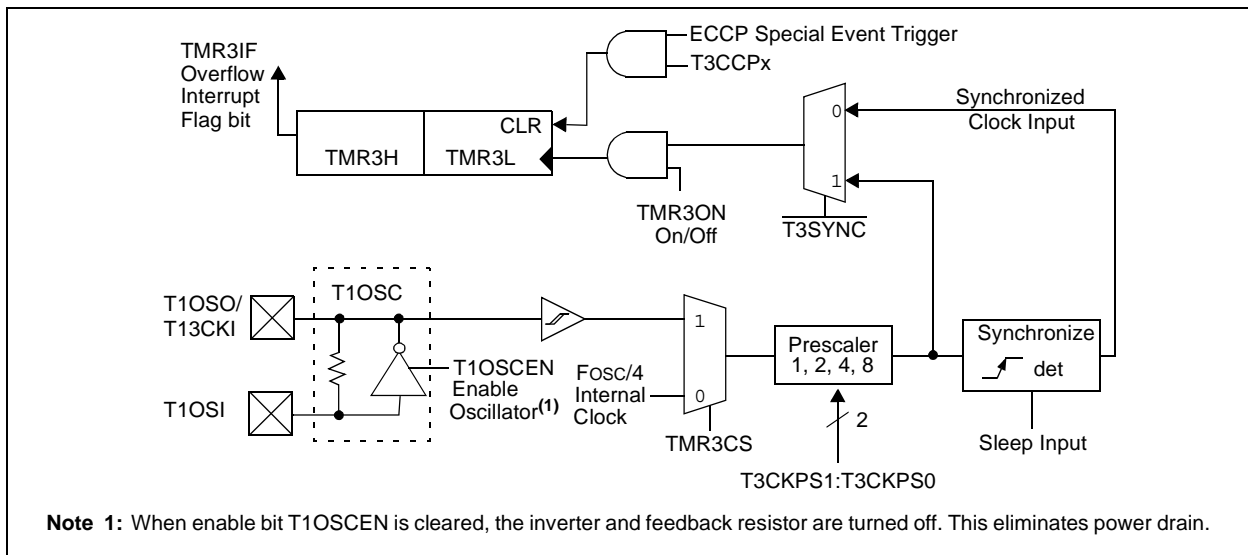 ECCP Special Event Trigger
T3CCPx
TMR3IF
Overflow
Interrupt
Flag bit
CLR
TMR3H
TMR3L
0
1
Synchronized
Clock Input
TMR3ON
On/Off
T3SYNC
T1OSO/
T13CKI
T1OSC
T1OSI
T1OSCEN
Enable
Oscillator(1)
FOSC/4
Internal
Clock
1
0
TMR3CS
Prescaler
1, 2, 4, 8
2
T3CKPS1:T3CKPS0
Synchronize
det
Sleep Input
Note 1: When enable bit T1OSCEN is cleared, the inverter and feedback resistor are turned off. This eliminates power drain.